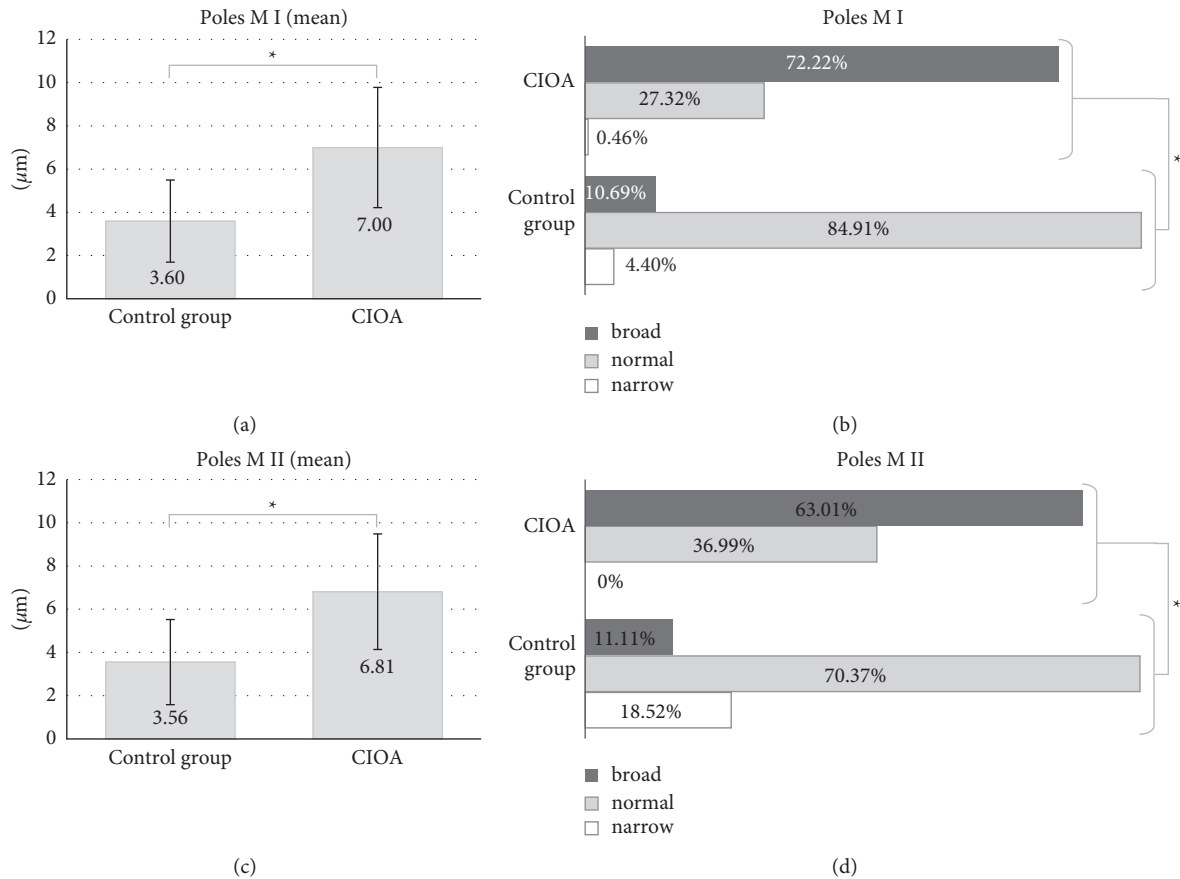 Poles M I (mean)
12
10
8
6
4
2
0
(μm)
*
3.60
7.00
Control group
CIOA
(a)
Poles M I
CIOA
72.22%
27.32%
0.46%
Control
group
10.69%
84.91%
4.40%
*
broad
normal
narrow
(b)
Poles M II (mean)
12
10
8
6
4
2
0
(μm)
*
3.56
6.81
Control group
CIOA
(c)
Poles M II
CIOA
63.01%
36.99%
0%
Control
group
11.11%
70.37%
18.52%
*
broad
normal
narrow
(d)